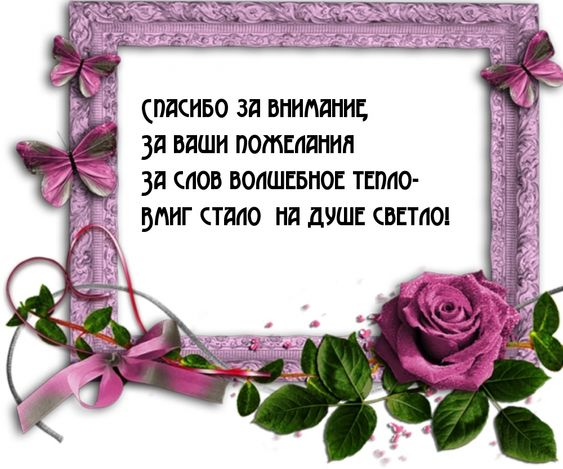 Спасибо за внимание,
За ваши пожелания
За слов волшебное тепло-
Вмиг стало на душе светло!